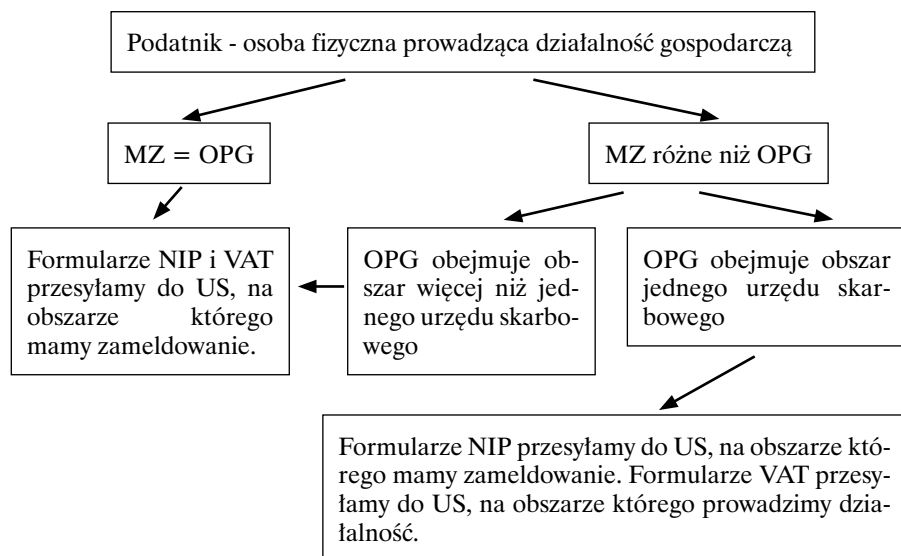 Podatnik - osoba fizyczna prowadząca działalność gospodarczą
MZ = OPG
MZ różne niż OPG
Formularze NIP i VAT
przesyłamy do US, na
obszarze którego
mamy zameldowanie.
OPG obejmuje ob-
szar więcej niż jed-
nego urzędu skarbo-
wego
OPG obejmuje obszar
jednego urzędu skar-
bowego
Formularze NIP przesyłamy do US, na obszarze któ-
rego mamy zameldowanie. Formularze VAT przesy-
łamy do US, na obszarze którego prowadzimy dzia-
łalność.